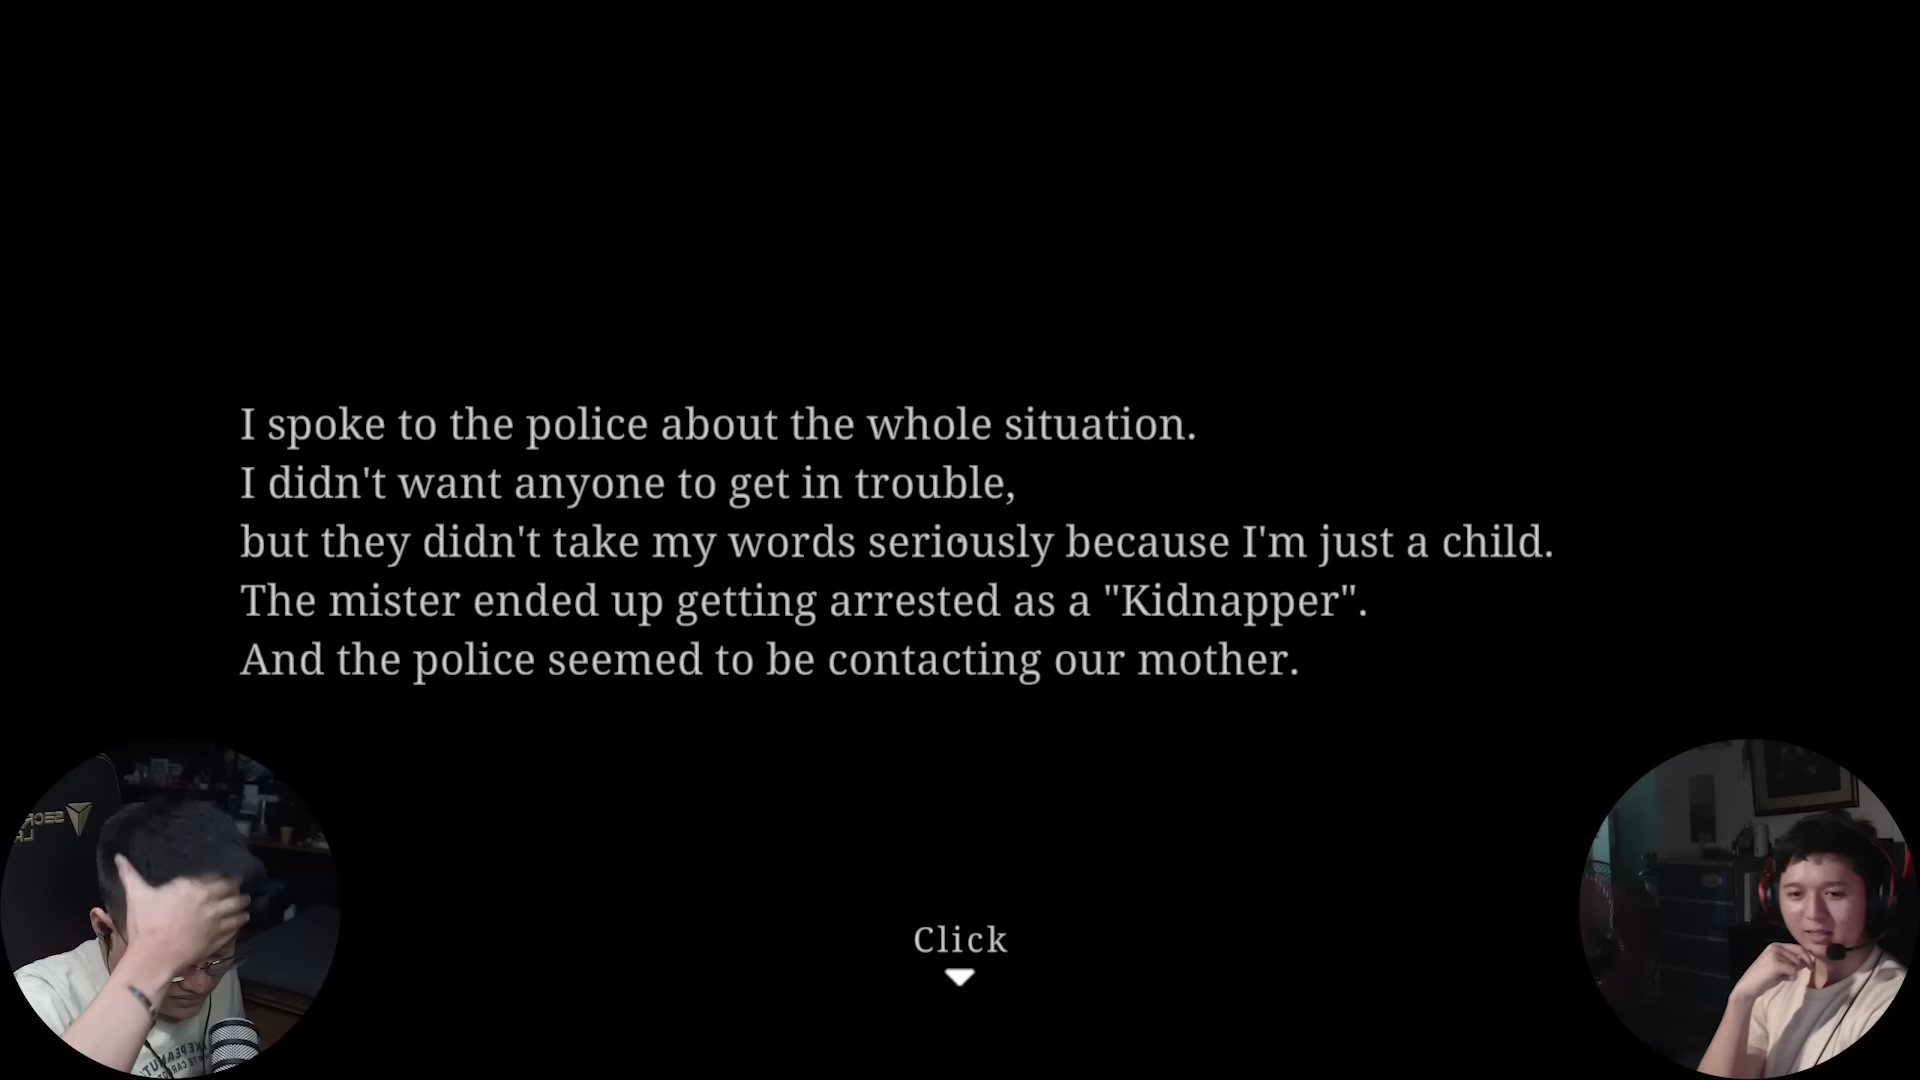 I spoke to the police about the whole situation.
I didn't want anyone to get in trouble,
but they didn't take my words seriously because I'm just a child.
The mister ended up getting arrested as a "Kidnapper".
And the police seemed to be contacting our mother.
Click